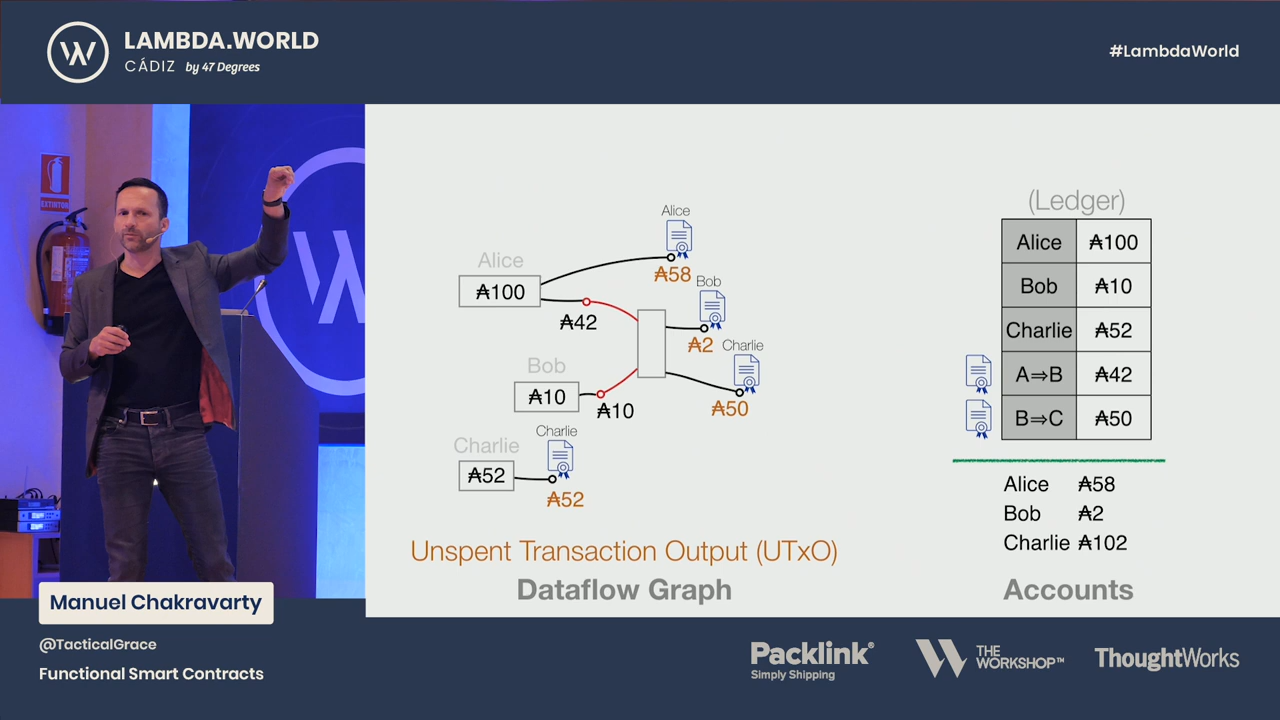 LAMBDA.WORLD
CÁDIZ by 47 Degrees
#LambdaWorld
EXTINTOR
Alice
₳58
Alice
₳100
₳42
Bob
₳2
Charlie
₳50
Bob
₳10
₳10
Charlie
₳52
Charlie
₳52
Unspent Transaction Output (UTxO)
Dataflow Graph
(Ledger)
Alice ₳100
Bob ₳10
Charlie ₳52
A⇒B ₳42
B⇒C ₳50
Alice ₳58
Bob ₳2
Charlie ₳102
Accounts
Manuel Chakravarty
@TacticalGrace
Functional Smart Contracts
Packlink®
Simply Shipping
THE
WORKSHOP™
ThoughtWorks